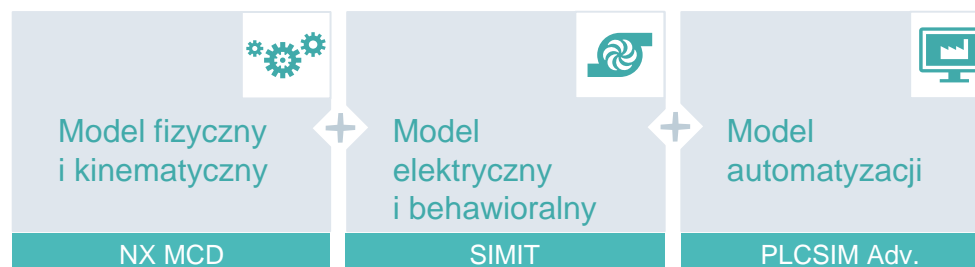 Model fizyczny
i kinematyczny
NX MCD
Model
elektryczny
i behawioralny
SIMIT
Model
automatyzacji
PLCSIM Adv.